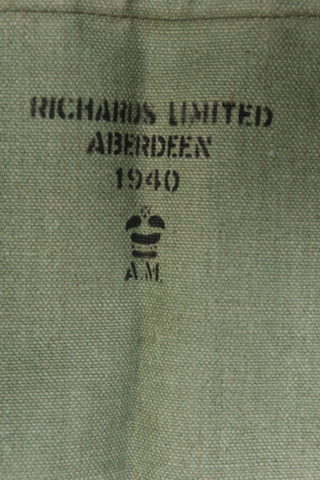 RICHARDS LIMITED
ABERDEEN
1940
A.M.